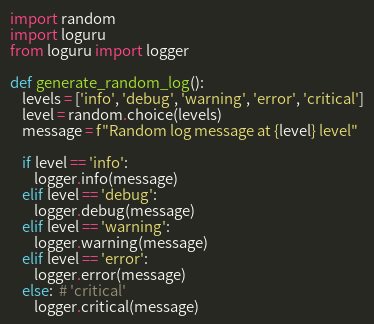 import random
import loguru
from loguru import logger

def generate_random_log():
    levels = ['info', 'debug', 'warning', 'error', 'critical']
    level = random.choice(levels)
    message = f"Random log message at {level} level"

    if level == 'info':
        logger.info(message)
    elif level == 'debug':
        logger.debug(message)
    elif level == 'warning':
        logger.warning(message)
    elif level == 'error':
        logger.error(message)
    else:  # 'critical'
        logger.critical(message)